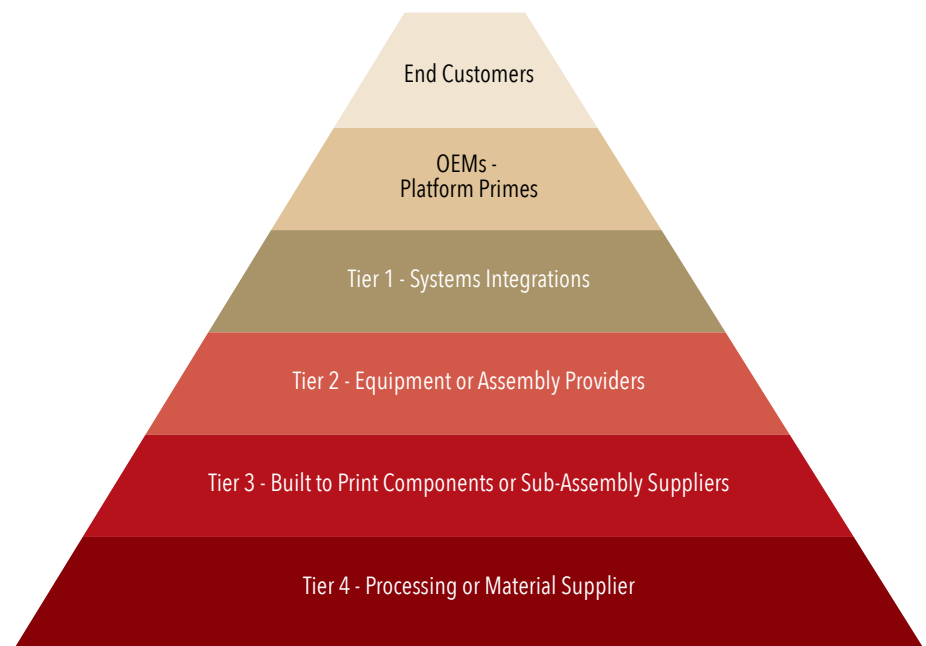 End Customers
OEMs -
Platform Primes
Tier 1 - Systems Integrations
Tier 2 - Equipment or Assembly Providers
Tier 3 - Built to Print Components or Sub-Assembly Suppliers
Tier 4 - Processing or Material Supplier